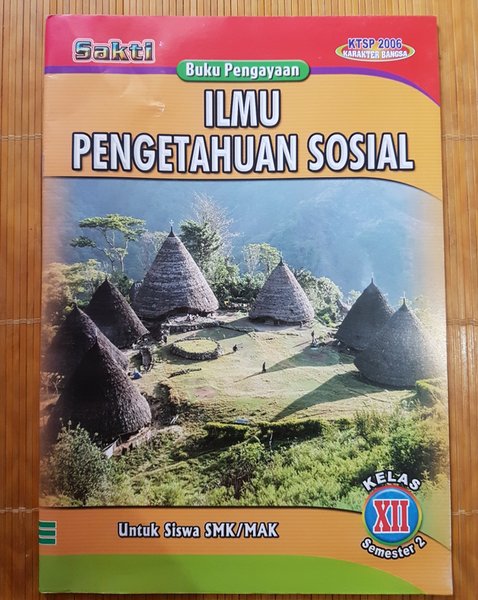 Sakti
KTSP 2006
KARAKTER BANGSA
Buku Pengayaan
ILMU
PENGETAHUAN SOSIAL
KELAS
XII
Semester 2
Untuk Siswa SMK/MAK